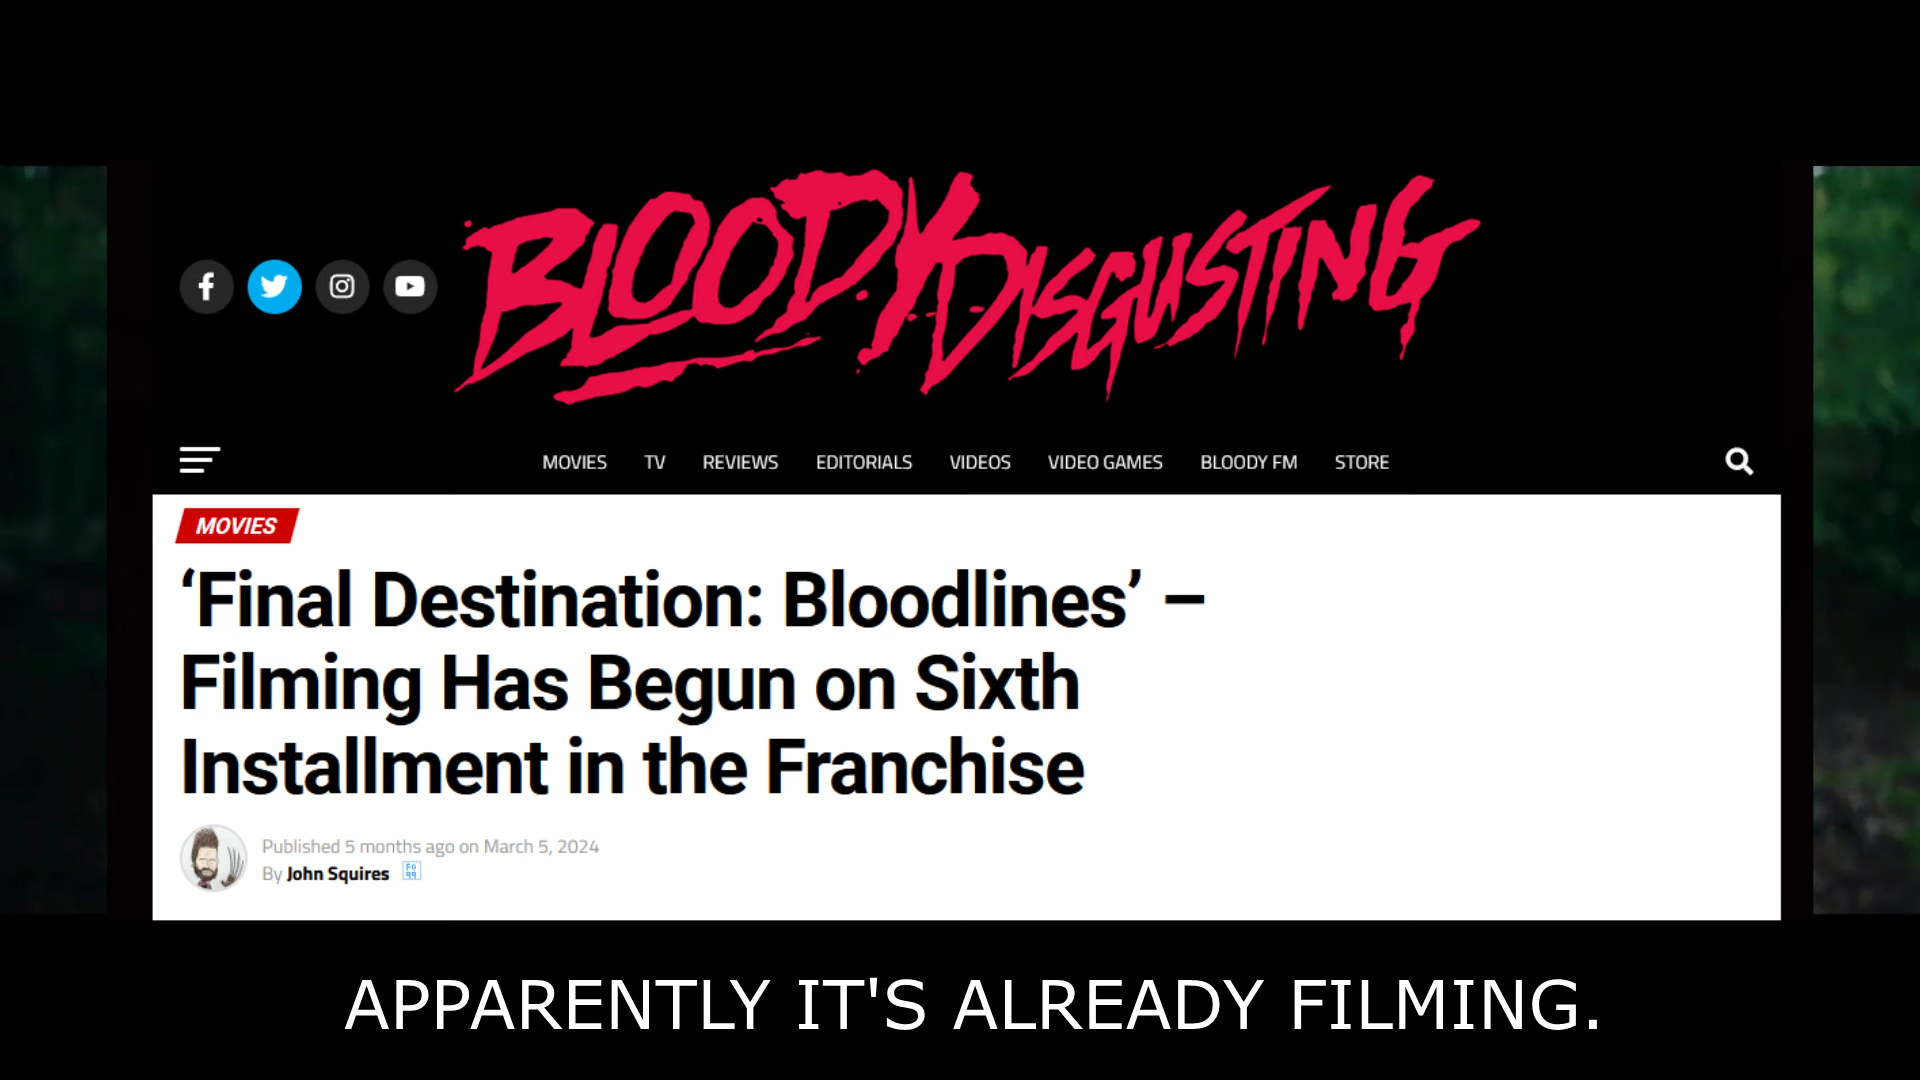 BLOODY DISGUSTING
MOVIES TV REVIEWS EDITORIALS VIDEOS VIDEO GAMES BLOODY FM STORE
MOVIES
‘Final Destination: Bloodlines’ –
Filming Has Begun on Sixth
Installment in the Franchise
Published 5 months ago on March 5, 2024
By John Squires
APPARENTLY IT'S ALREADY FILMING.